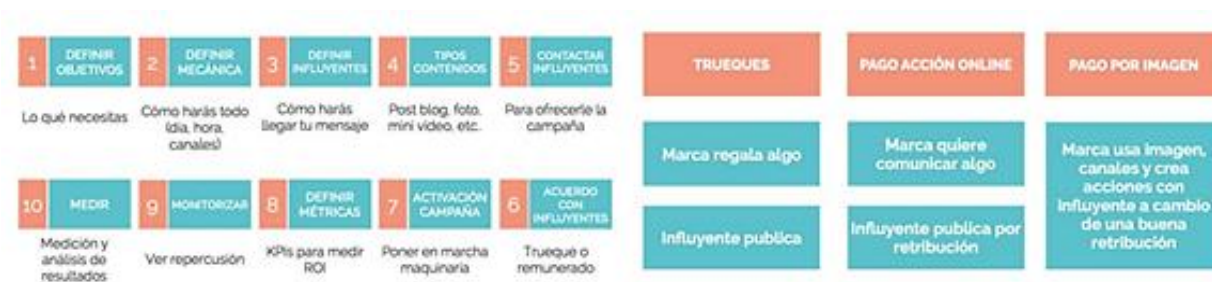 1
DEFINIR
OBJETIVOS
Lo qué necesitas
2
DEFINIR
MECÁNICA
Cómo harás todo
(día, hora,
canales)
3
DEFINIR
INFLUYENTES
Cómo harás
llegar tu mensaje
4
TIPOS
CONTENIDOS
Post blog, foto,
mini video, etc.
5
CONTACTAR
INFLUYENTES
Para ofrecerle la
campaña
10
MEDIR
Medición y
análisis de
resultados
9
MONITORIZAR
Ver repercusión
8
DEFINIR
MÉTRICAS
KPIs para medir
ROI
7
ACTIVACIÓN
CAMPAÑA
Poner en marcha
maquinaria
6
ACUERDO
CON
INFLUYENTES
Trueque o
remunerado
TRUEQUES
Marca regala algo
Influyente publica
PAGO ACCIÓN ONLINE
Marca quiere
comunicar algo
Influyente publica por
retribución
PAGO POR IMAGEN
Marca usa imagen,
canales y crea
acciones con
influyente a cambio
de una buena
retribución